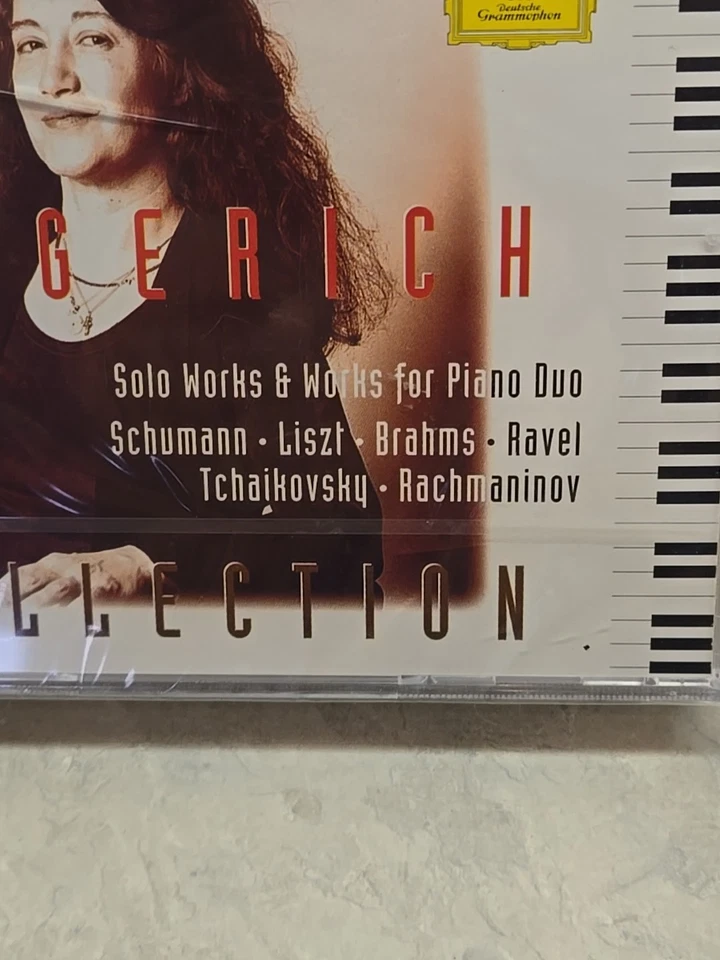 Deutsche
Grammophon
GERICH
Solo Works & Works for Piano Duo
Schumann • Liszt • Brahms • Ravel
Tchaikovsky • Rachmaninov
LLECTION